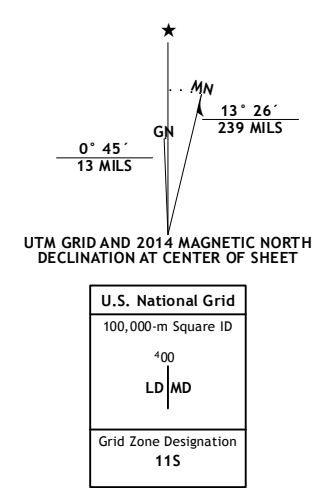 ★
MN
GN
13° 26´
239 MILS
0° 45´
13 MILS
UTM GRID AND 2014 MAGNETIC NORTH
DECLINATION AT CENTER OF SHEET
U.S. National Grid
100,000-m Square ID
⁴00
LD MD
Grid Zone Designation
11S